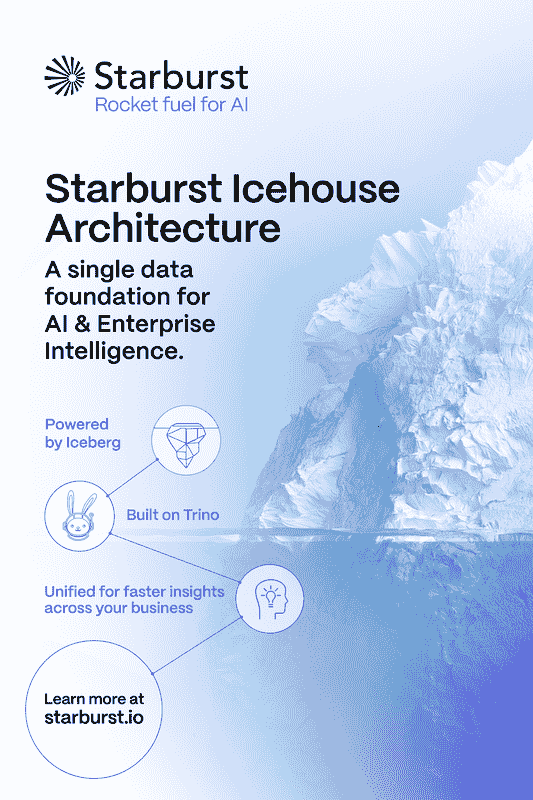 Starburst
Rocket fuel for AI
Starburst Icehouse
Architecture
A single data
foundation for
AI & Enterprise
Intelligence.
Powered
by Iceberg
Built on Trino
Unified for faster insights
across your business
Learn more at
starburst.io